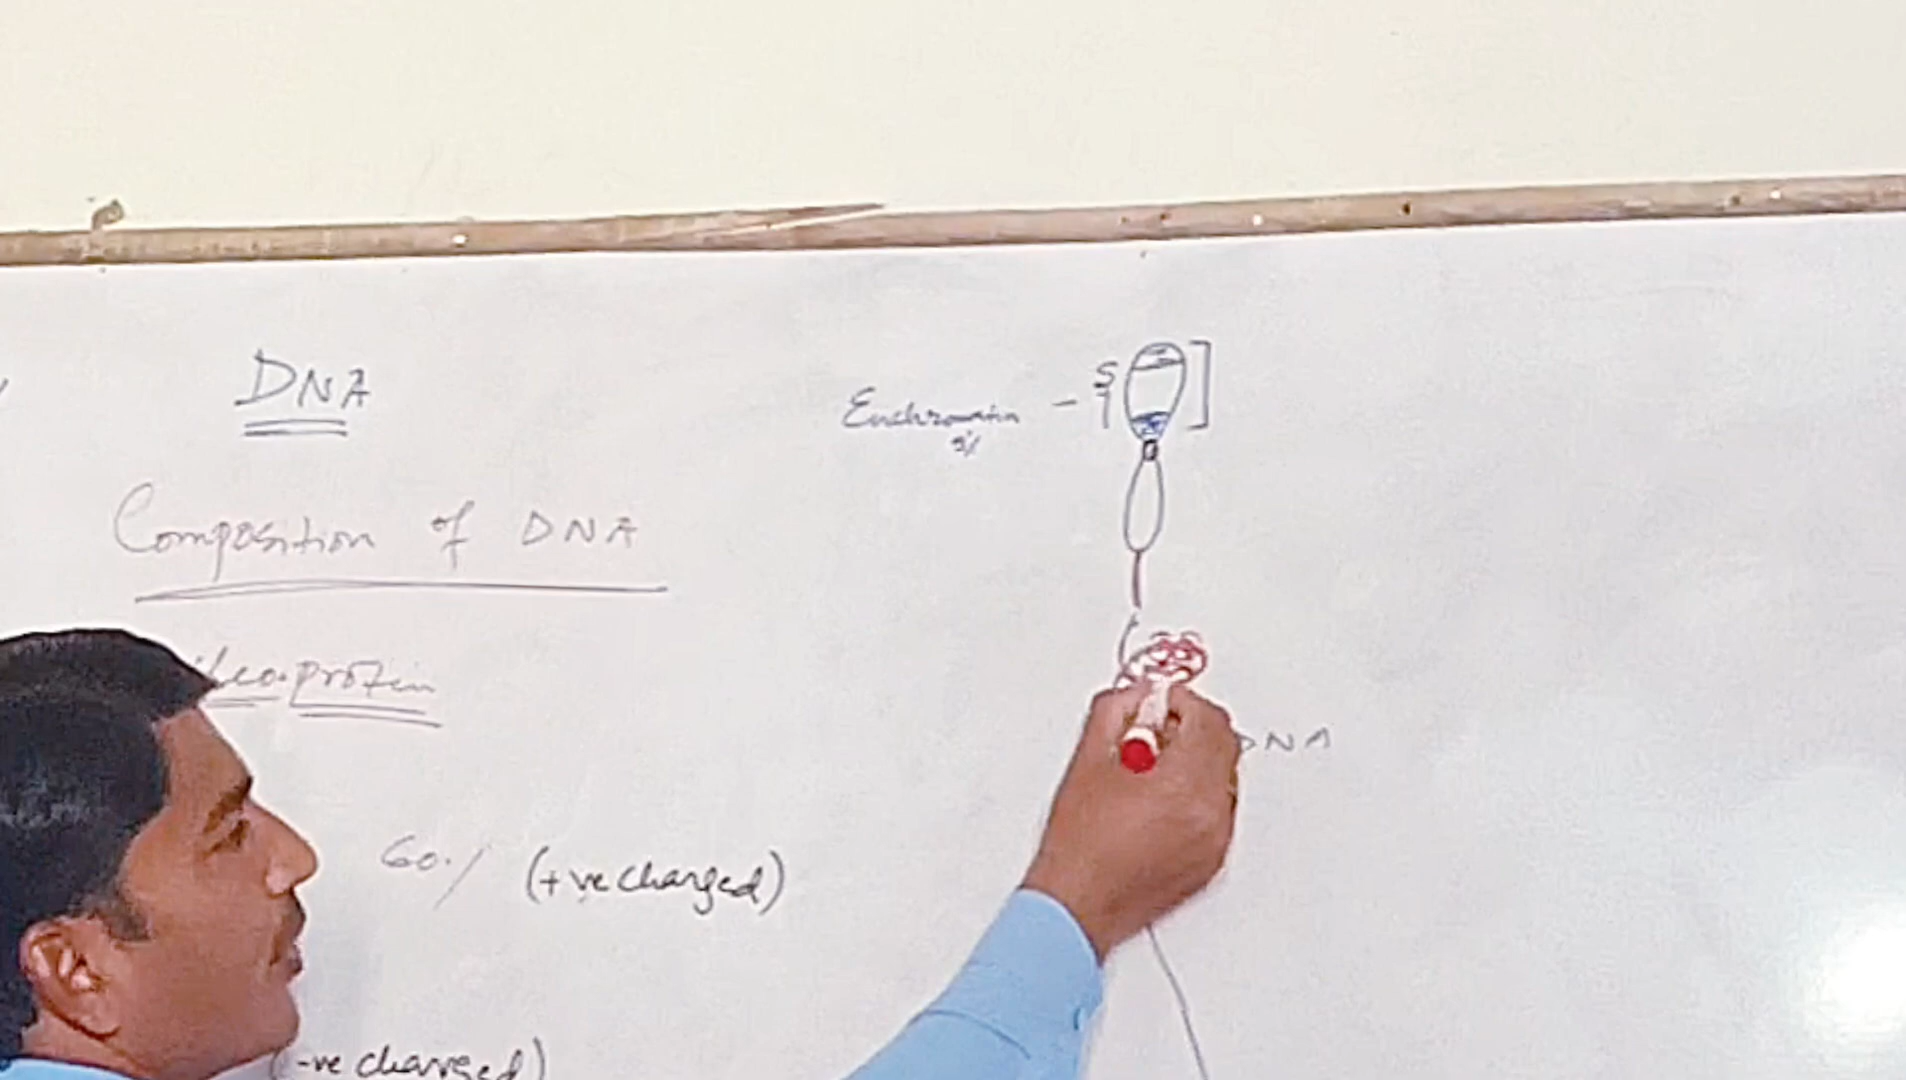 DNA
Composition of DNA
protein
60% (+ve charged)
(-ve charged)
Euchromatin -
DNA